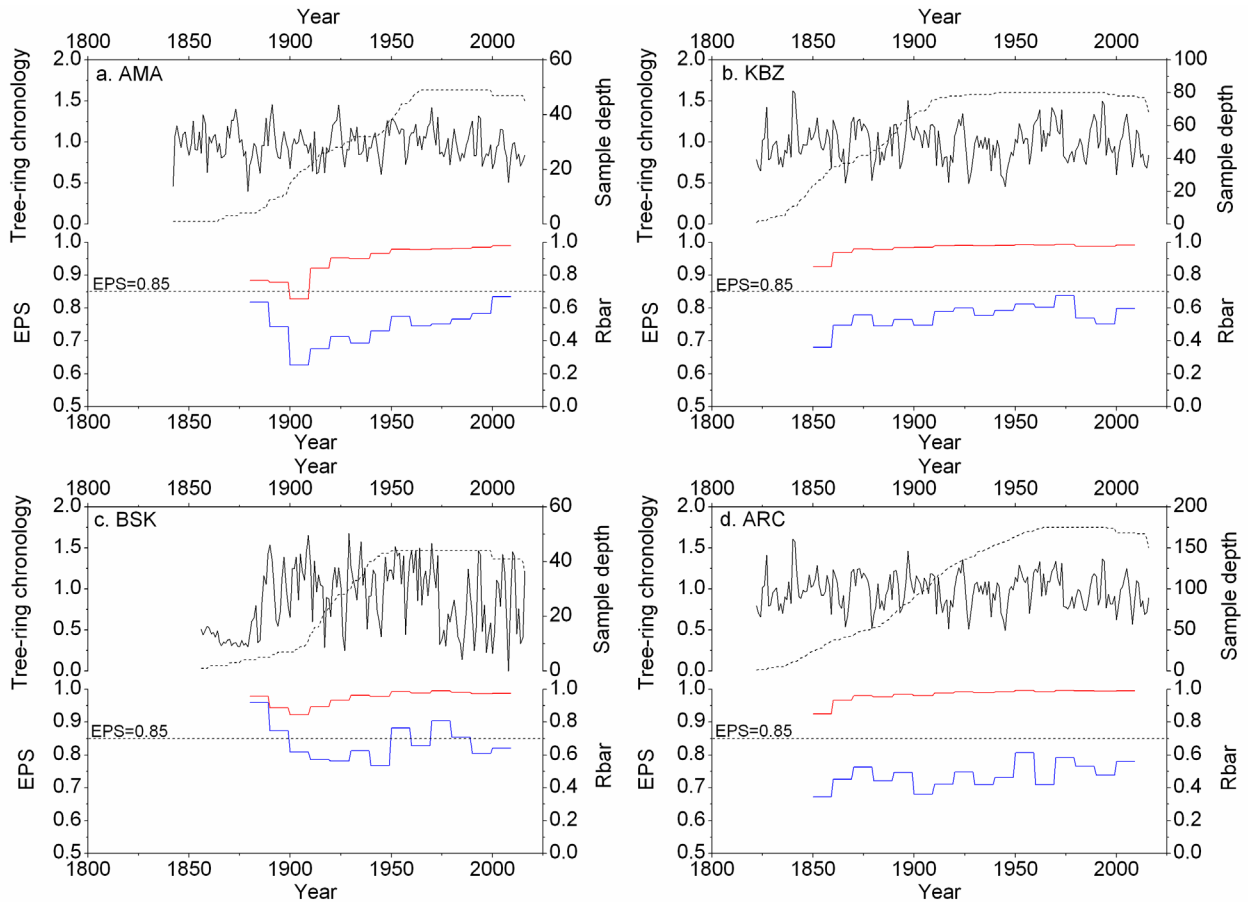 Year
1800 1850 1900 1950 2000
2.0 a. AMA 60
1.5 40
1.0
0.5 20
0.0 0
Tree-ring chronology
Sample depth
1.0 1.0
0.9 0.8
EPS=0.85
0.8 0.6
0.7 0.4
0.6 0.2
0.5 0.0
EPS
Rbar
1800 1850 1900 1950 2000
Year
Year
1800 1850 1900 1950 2000
2.0 b. KBZ 100
1.5 80
60
1.0
40
0.5 20
0.0 0
Tree-ring chronology
Sample depth
1.0 1.0
0.9 0.8
EPS=0.85
0.8 0.6
0.7 0.4
0.6 0.2
0.5 0.0
EPS
Rbar
1800 1850 1900 1950 2000
Year
Year
1800 1850 1900 1950 2000
2.0 c. BSK 60
1.5 40
1.0
0.5 20
0.0 0
Tree-ring chronology
Sample depth
1.0 1.0
0.9 0.8
EPS=0.85
0.8 0.6
0.7 0.4
0.6 0.2
0.5 0.0
EPS
Rbar
1800 1850 1900 1950 2000
Year
Year
1800 1850 1900 1950 2000
2.0 d. ARC 200
1.5 150
1.0 100
0.5 50
0.0 0
Tree-ring chronology
Sample depth
1.0 1.0
0.9 0.8
EPS=0.85
0.8 0.6
0.7 0.4
0.6 0.2
0.5 0.0
EPS
Rbar
1800 1850 1900 1950 2000
Year